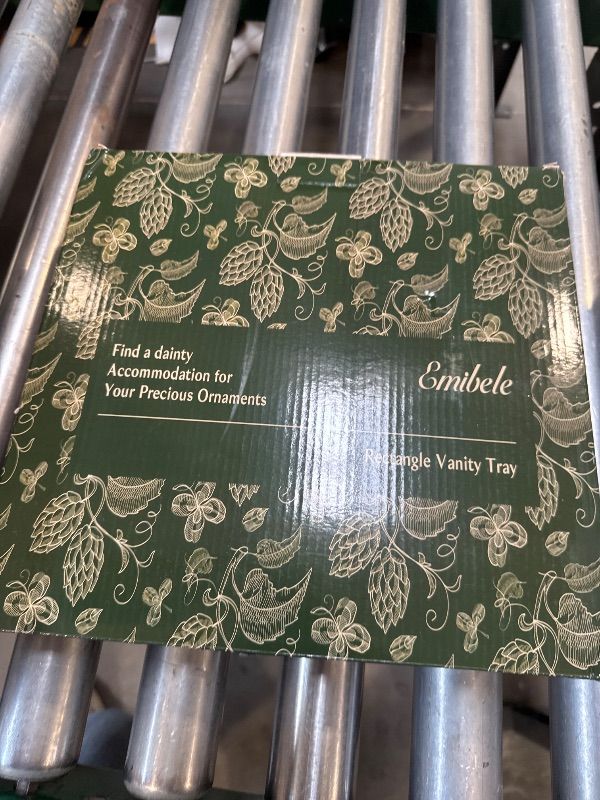 Find a dainty
Accommodation for
Your Precious Ornaments
Emibele
Rectangle Vanity Tray